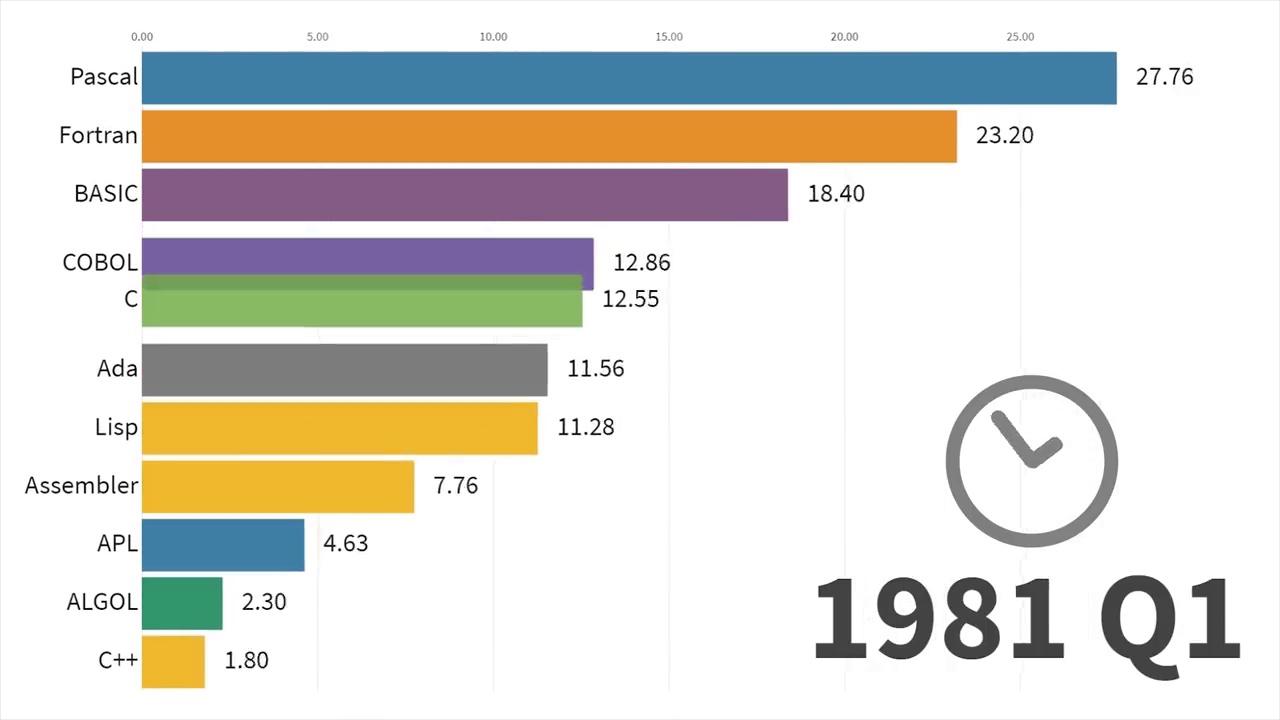 0.00 5.00 10.00 15.00 20.00 25.00
Pascal 27.76
Fortran 23.20
BASIC 18.40
COBOL 12.86
C 12.55
Ada 11.56
Lisp 11.28
Assembler 7.76
APL 4.63
ALGOL 2.30
C++ 1.80
1981 Q1